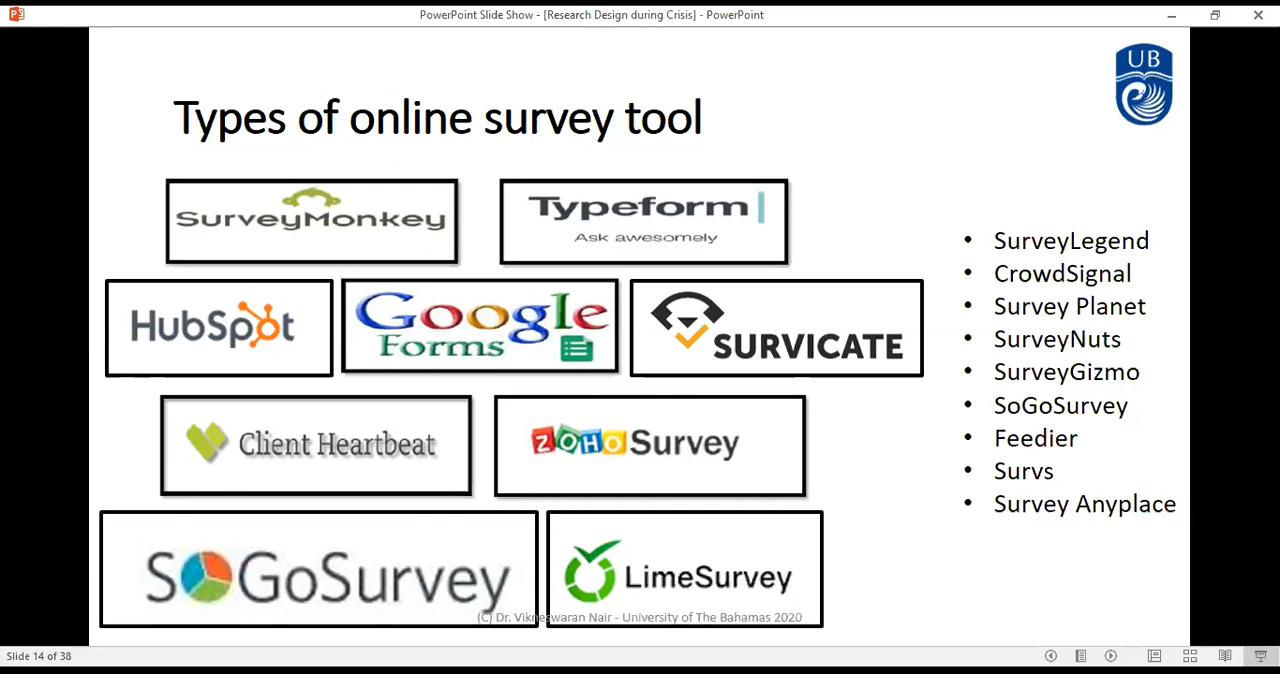 PowerPoint Slide Show - [Research Design during Crisis] - PowerPoint
UB
Types of online survey tool
SurveyMonkey
Typeform
Ask awesomely
HubSpot
Google
Forms
SURVICATE
Client Heartbeat
ZOHO Survey
SoGoSurvey
LimeSurvey
• SurveyLegend
• CrowdSignal
• Survey Planet
• SurveyNuts
• SurveyGizmo
• SoGoSurvey
• Feedier
• Survs
• Survey Anyplace
(C) Dr. Vikneswaran Nair - University of The Bahamas 2020
Slide 14 of 38